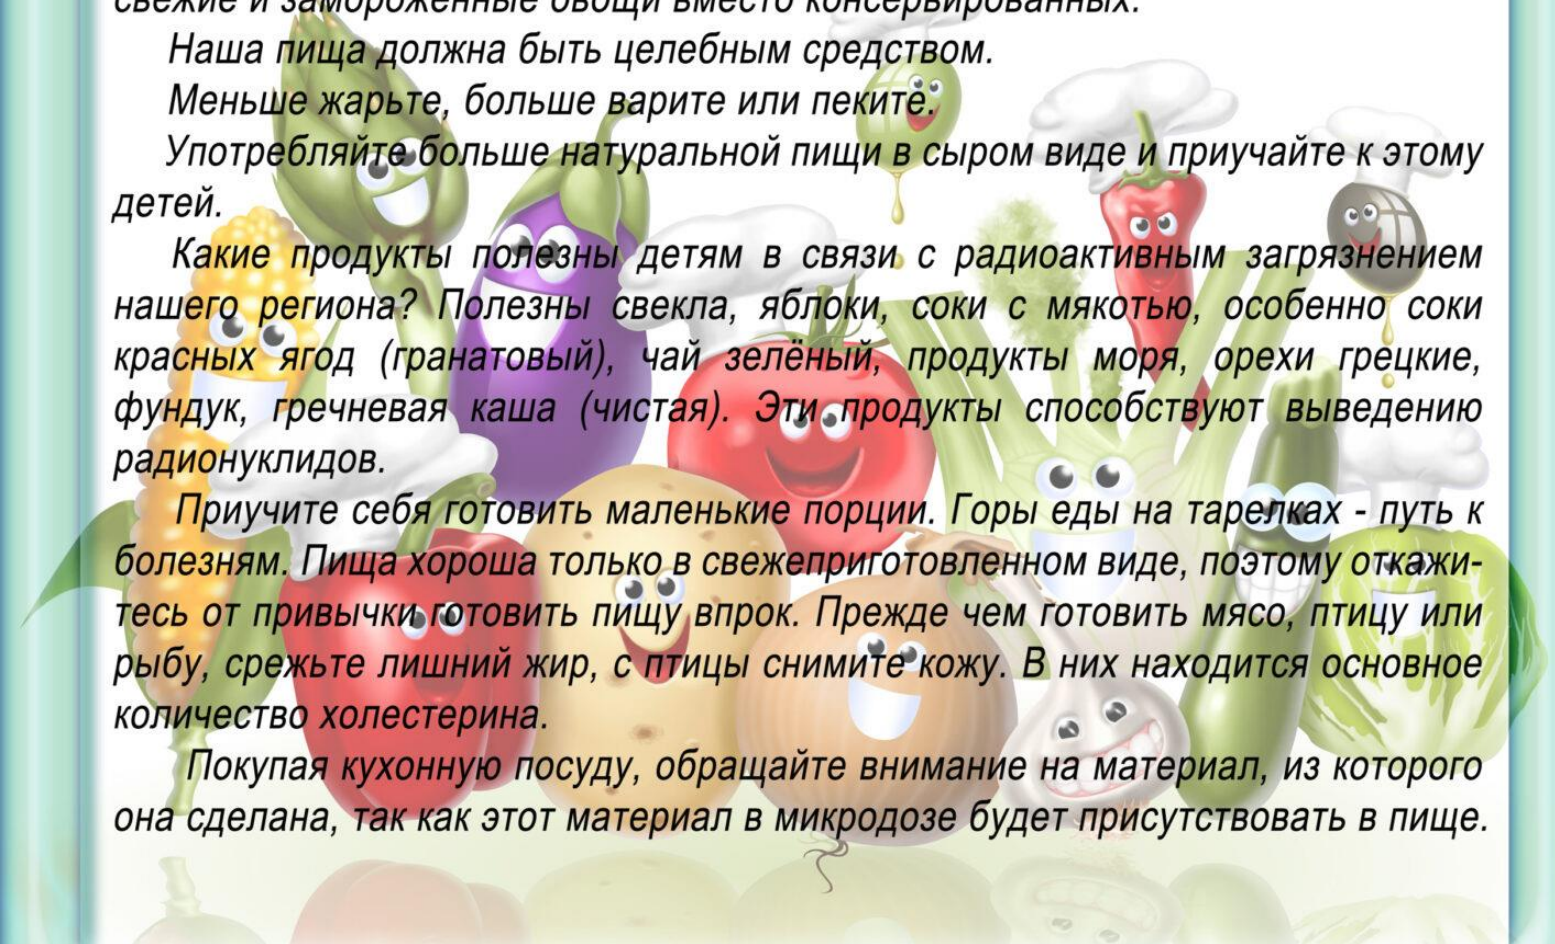 свежие и замороженные овощи вместо консервированных.
Наша пища должна быть целебным средством.
Меньше жарьте, больше варите или пеките.
Употребляйте больше натуральной пищи в сыром виде и приучайте к этому
детей.
Какие продукты полезны детям в связи с радиоактивным загрязнением
нашего региона? Полезны свекла, яблоки, соки с мякотью, особенно соки
красных ягод (гранатовый), чай зелёный, продукты моря, орехи грецкие,
фундук, гречневая каша (чистая). Эти продукты способствуют выведению
радионуклидов.
Приучите себя готовить маленькие порции. Горы еды на тарелках - путь к
болезням. Пища хороша только в свежеприготовленном виде, поэтому откажи-
тесь от привычки готовить пищу впрок. Прежде чем готовить мясо, птицу или
рыбу, срежьте лишний жир, с птицы снимите кожу. В них находится основное
количество холестерина.
Покупая кухонную посуду, обращайте внимание на материал, из которого
она сделана, так как этот материал в микродозе будет присутствовать в пище.